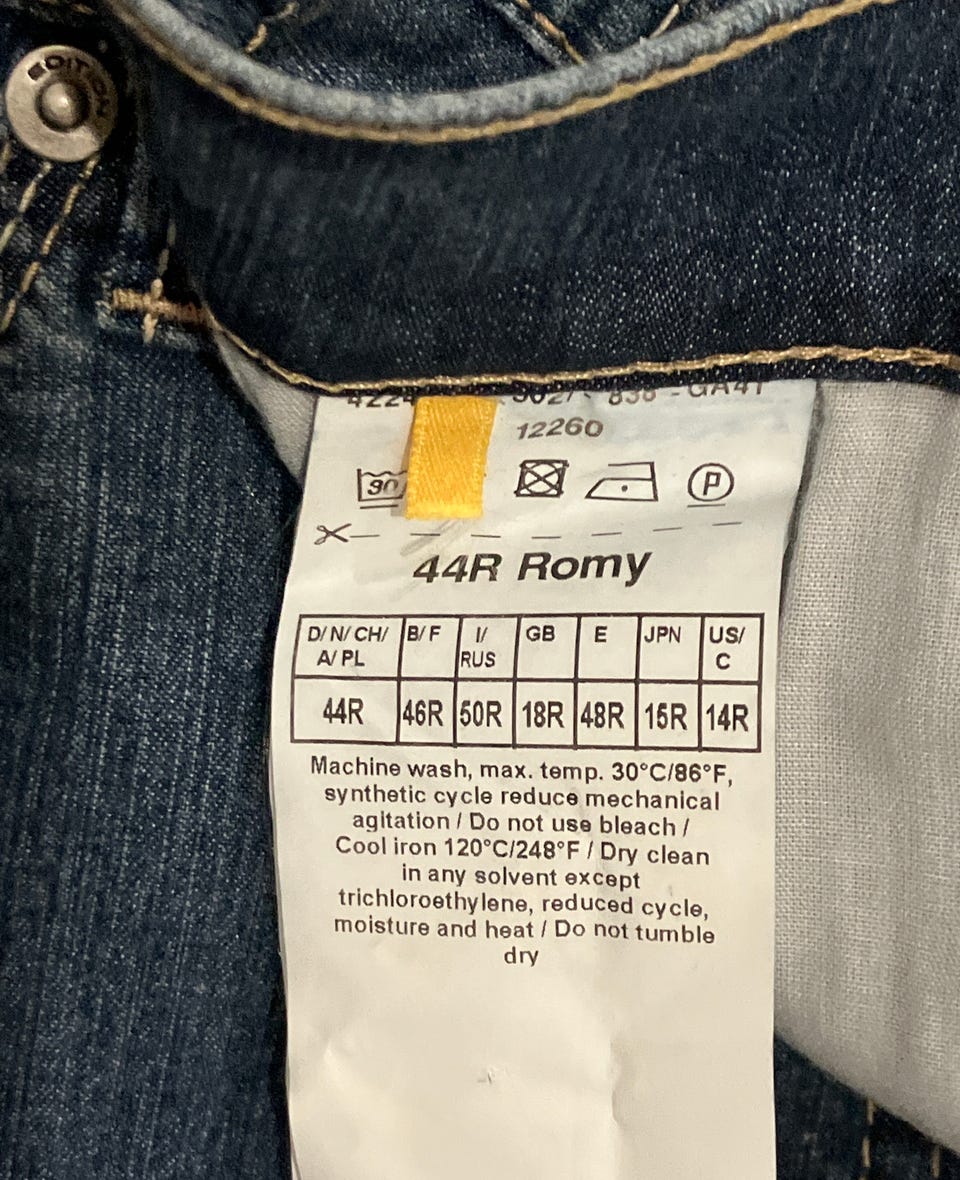 EDITION
12260
30
P
44R Romy
D/ N/ CH/ A/ PL B/ F I/ RUS GB E JPN US/ C
44R 46R 50R 18R 48R 15R 14R
Machine wash, max. temp. 30°C/86°F,
synthetic cycle reduce mechanical
agitation / Do not use bleach /
Cool iron 120°C/248°F / Dry clean
in any solvent except
trichloroethylene, reduced cycle,
moisture and heat / Do not tumble
dry